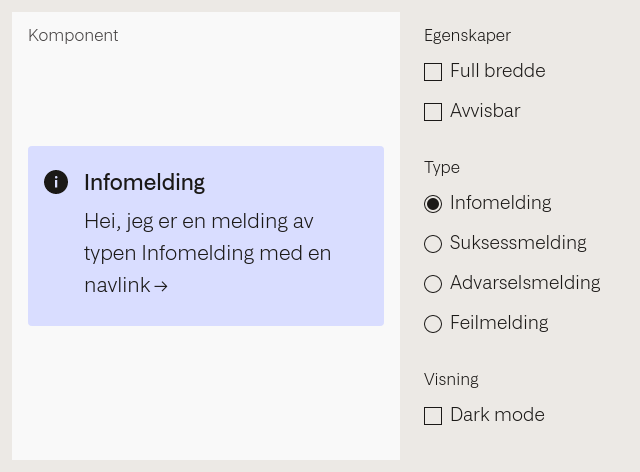 Komponent
Infomelding
Hei, jeg er en melding av
typen Infomelding med en
navlink →
Egenskaper
Full bredde
Avvisbar
Type
Infomelding
Suksessmelding
Advarselsmelding
Feilmelding
Visning
Dark mode